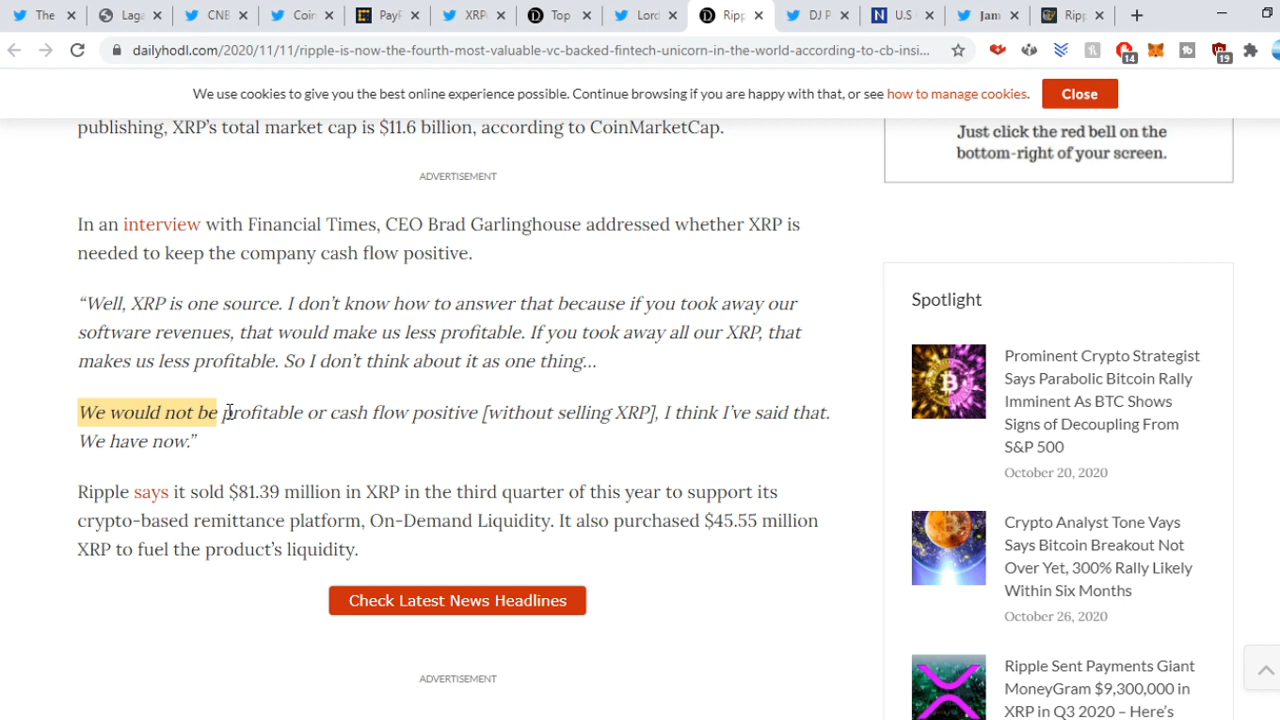 The
Laga
CNB
Coin
PayP
XRP
Top
Lord
Ripp
DJ P
U.S
Jam
Ripp
dailyhodl.com/2020/11/11/ripple-is-now-the-fourth-most-valuable-vc-backed-fintech-unicorn-in-the-world-according-to-cb-insi...
14
19
We use cookies to give you the best online experience possible. Continue browsing if you are happy with that, or see how to manage cookies.
Close
publishing, XRP's total market cap is $11.6 billion, according to CoinMarketCap.
Just click the red bell on the
bottom-right of your screen.
ADVERTISEMENT
In an interview with Financial Times, CEO Brad Garlinghouse addressed whether XRP is
needed to keep the company cash flow positive.
“Well, XRP is one source. I don't know how to answer that because if you took away our
software revenues, that would make us less profitable. If you took away all our XRP, that
makes us less profitable. So I don't think about it as one thing...
We would not be profitable or cash flow positive [without selling XRP], I think I've said that.
We have now.”
Ripple says it sold $81.39 million in XRP in the third quarter of this year to support its
crypto-based remittance platform, On-Demand Liquidity. It also purchased $45.55 million
XRP to fuel the product's liquidity.
Check Latest News Headlines
ADVERTISEMENT
Spotlight
Prominent Crypto Strategist
Says Parabolic Bitcoin Rally
Imminent As BTC Shows
Signs of Decoupling From
S&P 500
October 20, 2020
Crypto Analyst Tone Vays
Says Bitcoin Breakout Not
Over Yet, 300% Rally Likely
Within Six Months
October 26, 2020
Ripple Sent Payments Giant
MoneyGram $9,300,000 in
XRP in Q3 2020 – Here's